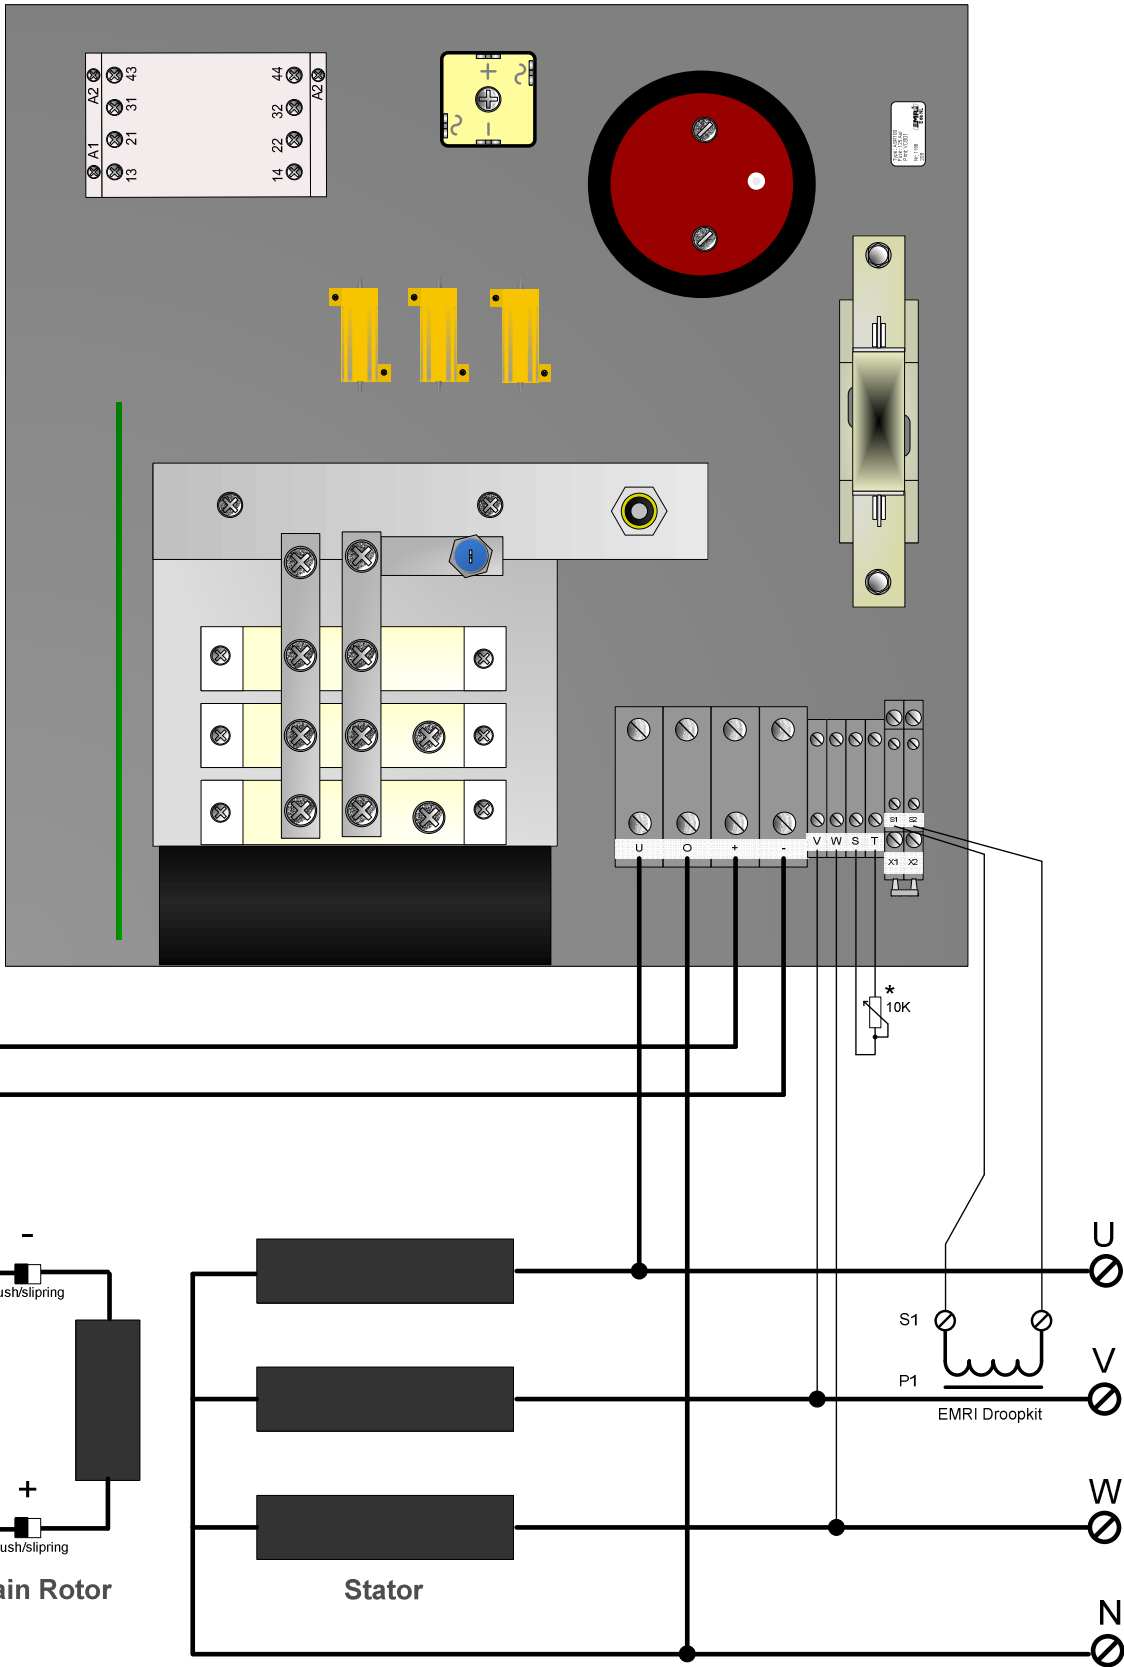 43
31
21
13
A2
A1
44
32
22
14
A2
+
-
EMRI
U
O
+
-
V
W
S
T
S1
S2
X1
X2
*
10K
-
ush/slipring
+
ush/slipring
ain Rotor
Stator
U
S1
V
P1
EMRI Droopkit
W
N